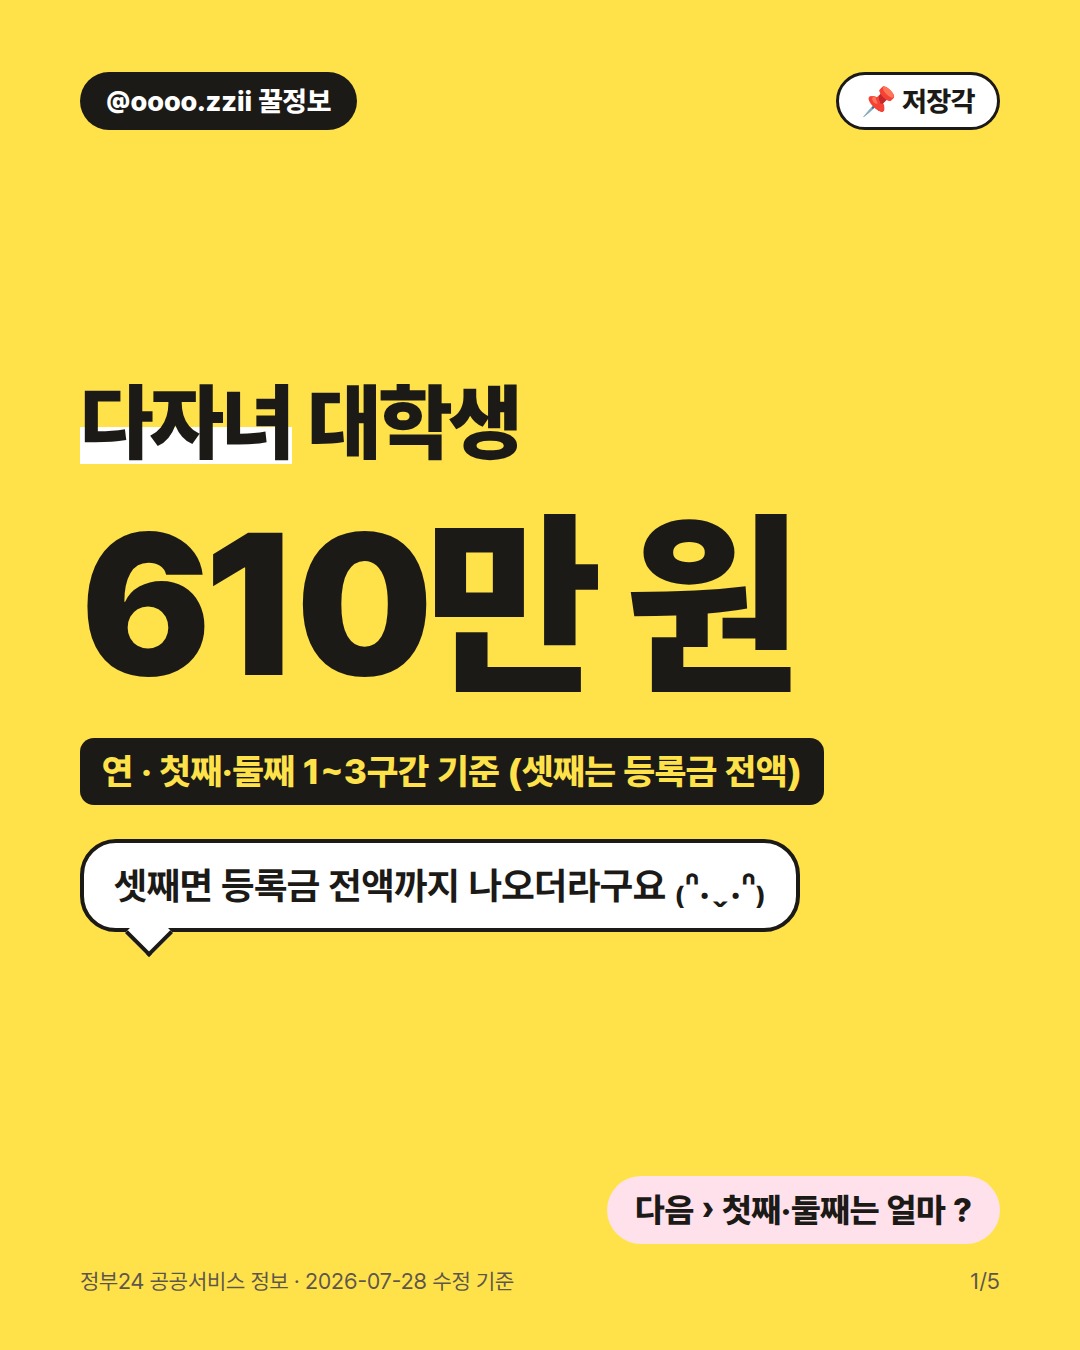 @oooo.zzii 꿀정보
📌 저장각
다자녀 대학생
610만 원
연 · 첫째·둘째 1~3구간 기준 (셋째는 등록금 전액)
셋째면 등록금 전액까지 나오더라구요 (ᐢ.ˬ.ᐢ)
다음 › 첫째·둘째는 얼마 ?
정부24 공공서비스 정보 · 2026-07-28 수정 기준
1/5